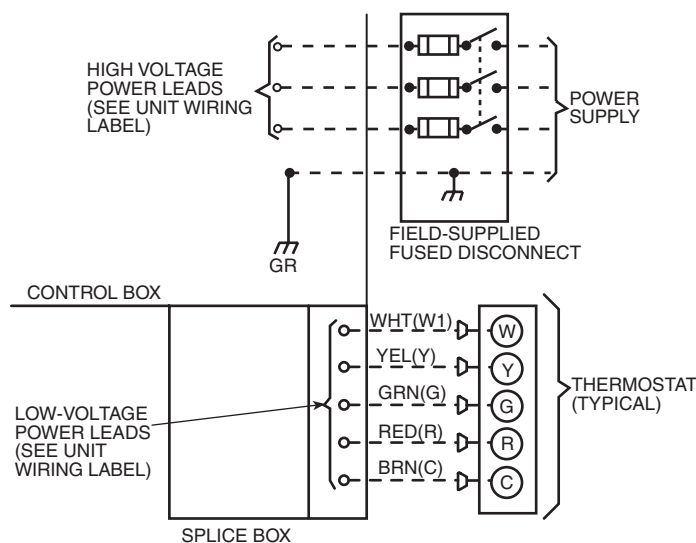 HIGH VOLTAGE
POWER LEADS
(SEE UNIT WIRING
LABEL)
POWER
SUPPLY
GR
FIELD-SUPPLIED
FUSED DISCONNECT
CONTROL BOX
WHT(W1)
W
YEL(Y)
Y
GRN(G)
G
RED(R)
R
BRN(C)
C
THERMOSTAT
(TYPICAL)
LOW-VOLTAGE
POWER LEADS
(SEE UNIT
WIRING LABEL)
SPLICE BOX